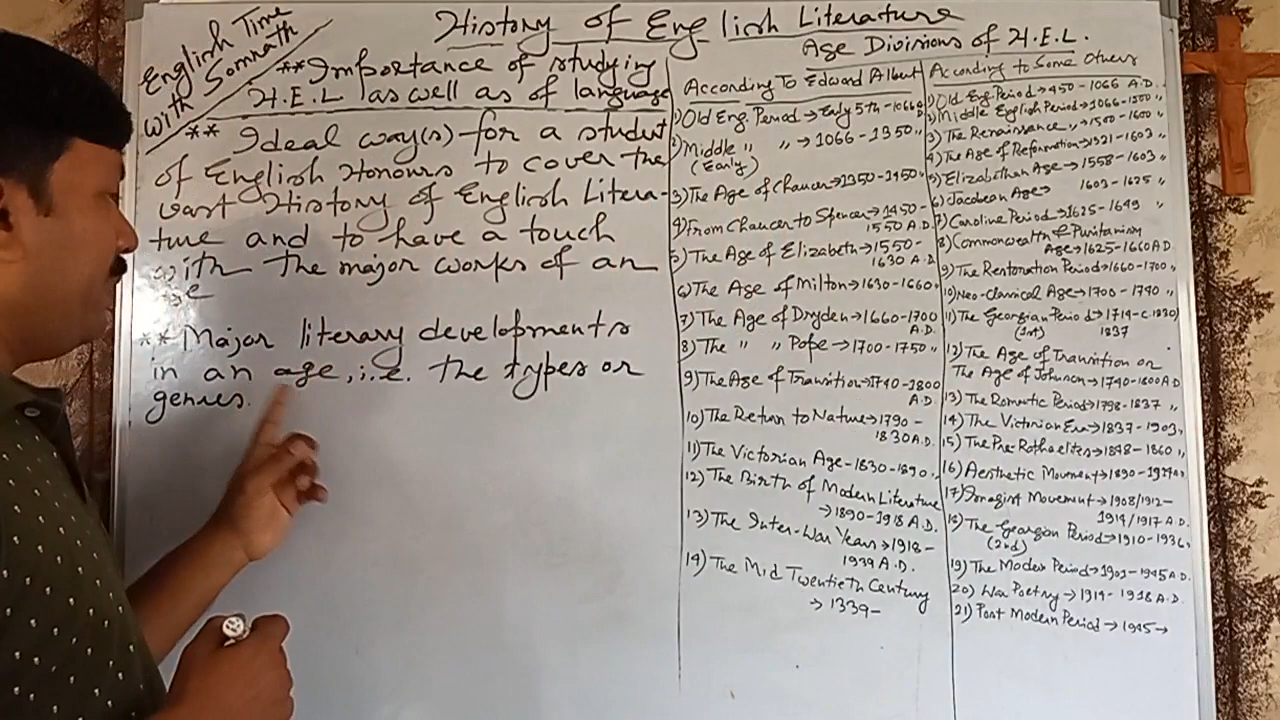 History of English Literature
English Time
with Somnath
**Importance of studying
H.E.L as well as of language
** Ideal way(s) for a student
of English Honours to cover the
vast History of English Litera-
ture and to have a touch
with the major works of an
age
** Major literary developments
in an age, i.e. the types or
genres.
Age Divisions of H.E.L.
According To Edward Albert
1) Old Eng. Period → Early 5th-1066 A.D
2) Middle " " → 1066-1350 "
(Early)
3) The Age of Chaucer → 1350-1450 "
4) From Chaucer to Spencer → 1450-
1550 A.D.
5) The Age of Elizabeth → 1550-
1630 A.D
6) The Age of Milton → 1630-1660 "
7) The Age of Dryden → 1660-1700
A.D.
8) The " " Pope → 1700-1750 "
9) The Age of Transition → 1740-1800
A.D.
10) The Return to Nature → 1790-
1830 A.D.
11) The Victorian Age - 1830-1890 "
12) The Birth of Modern Literature
→ 1890-1918 A.D.
13) The Inter-War Years → 1918-
1939 A.D.
14) The Mid Twentieth Century
→ 1339-
According to Some Others
1) Old Eng. Period → 450-1066 A.D.
2) Middle English Period → 1066-1500 "
3) The Renaissance " → 1500-1600 "
4) The Age of Reformation → 1521-1603 "
5) Elizabethan Age → 1558-1603 "
6) Jacobean Age → 1603-1625 "
7) Caroline Period → 1625-1649 "
8) Commonwealth & Puritanism
Age → 1625-1660 A.D.
9) The Restoration Period → 1660-1700 "
10) Neo-Classical Age → 1700-1790 "
11) The Georgian Period → 1714-c.1830/
(1st) 1837
12) The Age of Transition or
The Age of Johnson → 1740-1800 A.D
13) The Romantic Period → 1798-1837 "
14) The Victorian Era → 1837-1903 "
15) The Pre-Rathaelites → 1848-1860 "
16) Aesthetic Movement → 1890-1914 "
17) Imagist Movement → 1908/1912-
1914/1917 A.D.
18) The Georgian Period → 1910-1936 "
(2nd)
19) The Modern Period → 1903-1945 A.D.
20) War Poetry → 1914-1918 A.D.
21) Post Modern Period → 1945 →